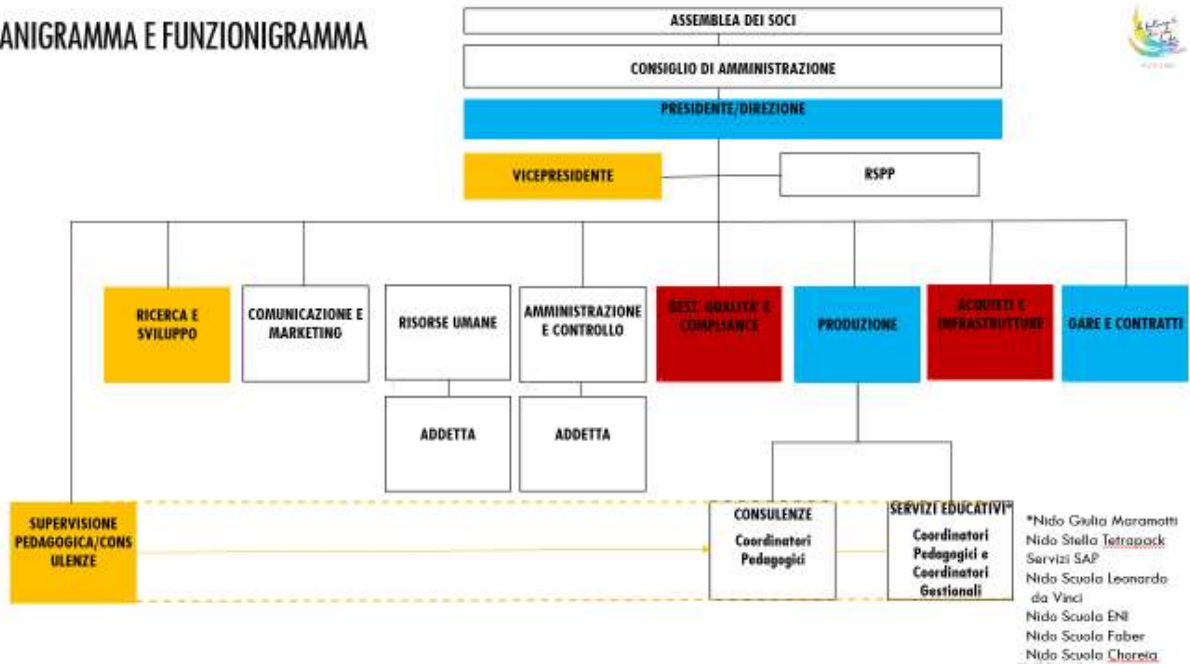 ANIGRAMMA E FUNZIONIGRAMMA
ASSEMBLEA DEI SOCI
CONSIGLIO DI AMMINISTRAZIONE
PRESIDENTE/DIREZIONE
VICEPRESIDENTE
RSPP
RICERCA E
SVILUPPO
COMUNICAZIONE E
MARKETING
RISORSE UMANE
AMMINISTRAZIONE
E CONTROLLO
GEST. QUALITA' E
COMPLIANCE
PRODUZIONE
ACQUISTI E
INFRASTRUTTURE
GARE E CONTRATTI
ADDETTA
ADDETTA
SUPERVISIONE
PEDAGOGICA/CONS
ULENZE
CONSULENZE
Coordinatori
Pedagogici
SERVIZI EDUCATIVI*
Coordinatori
Pedagogici e
Coordinatori
Gestionali
*Nido Giulia Maramotti
Nido Stella Tetrapack
Servizi SAP
Nido Scuola Leonardo
da Vinci
Nido Scuola ENI
Nido Scuola Faber
Nido Scuola Choreia